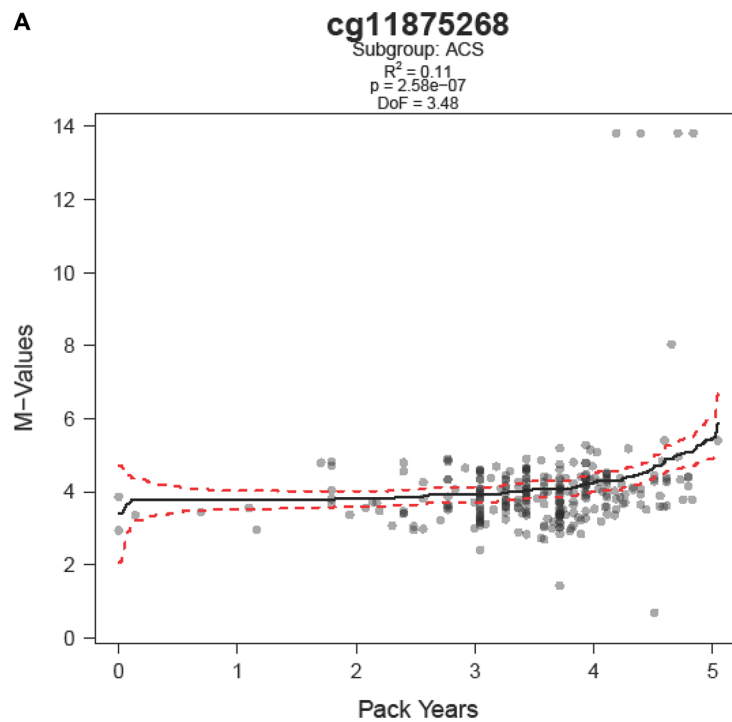 A
cg11875268
Subgroup: ACS
R² = 0.11
p = 2.58e−07
DoF = 3.48
14
12
10
8
6
4
2
0
M−Values
0 1 2 3 4 5
Pack Years